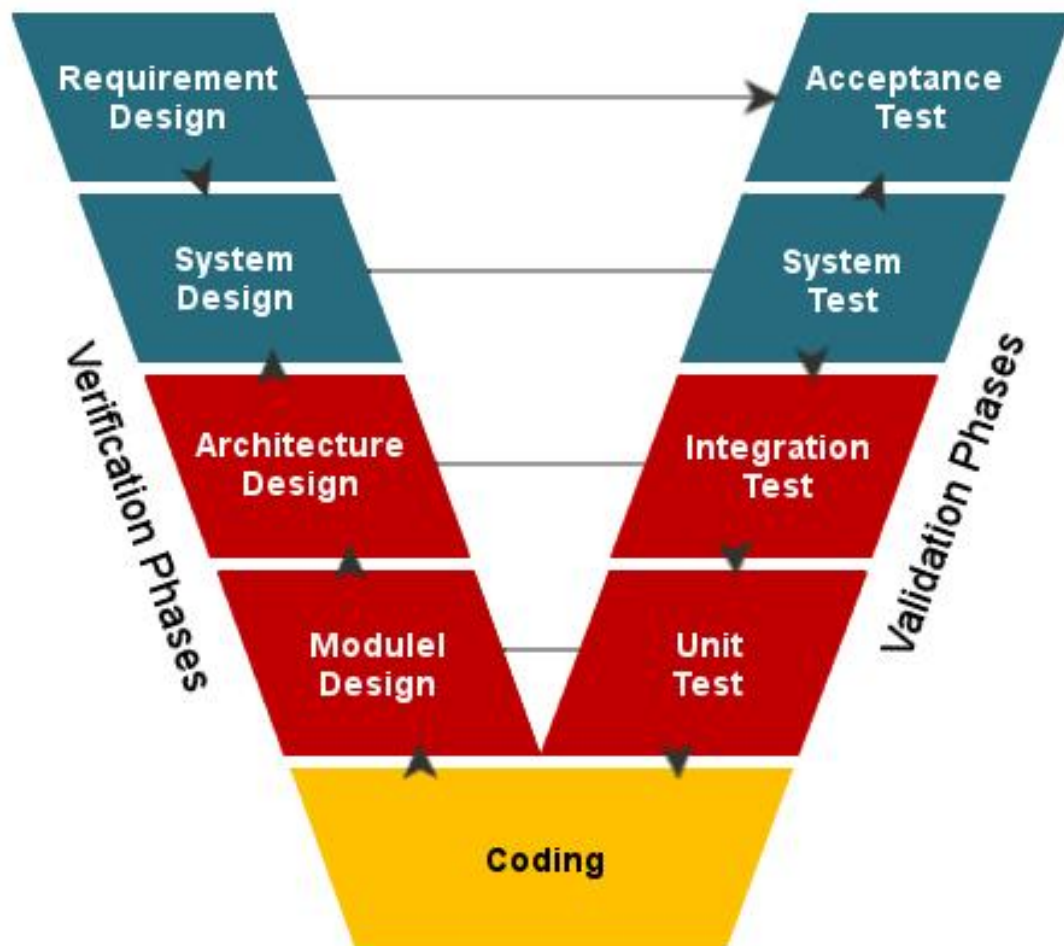 Requirement
Design
Acceptance
Test
System
Design
System
Test
Verification Phases
Architecture
Design
Integration
Test
Validation Phases
Modulel
Design
Unit
Test
Coding